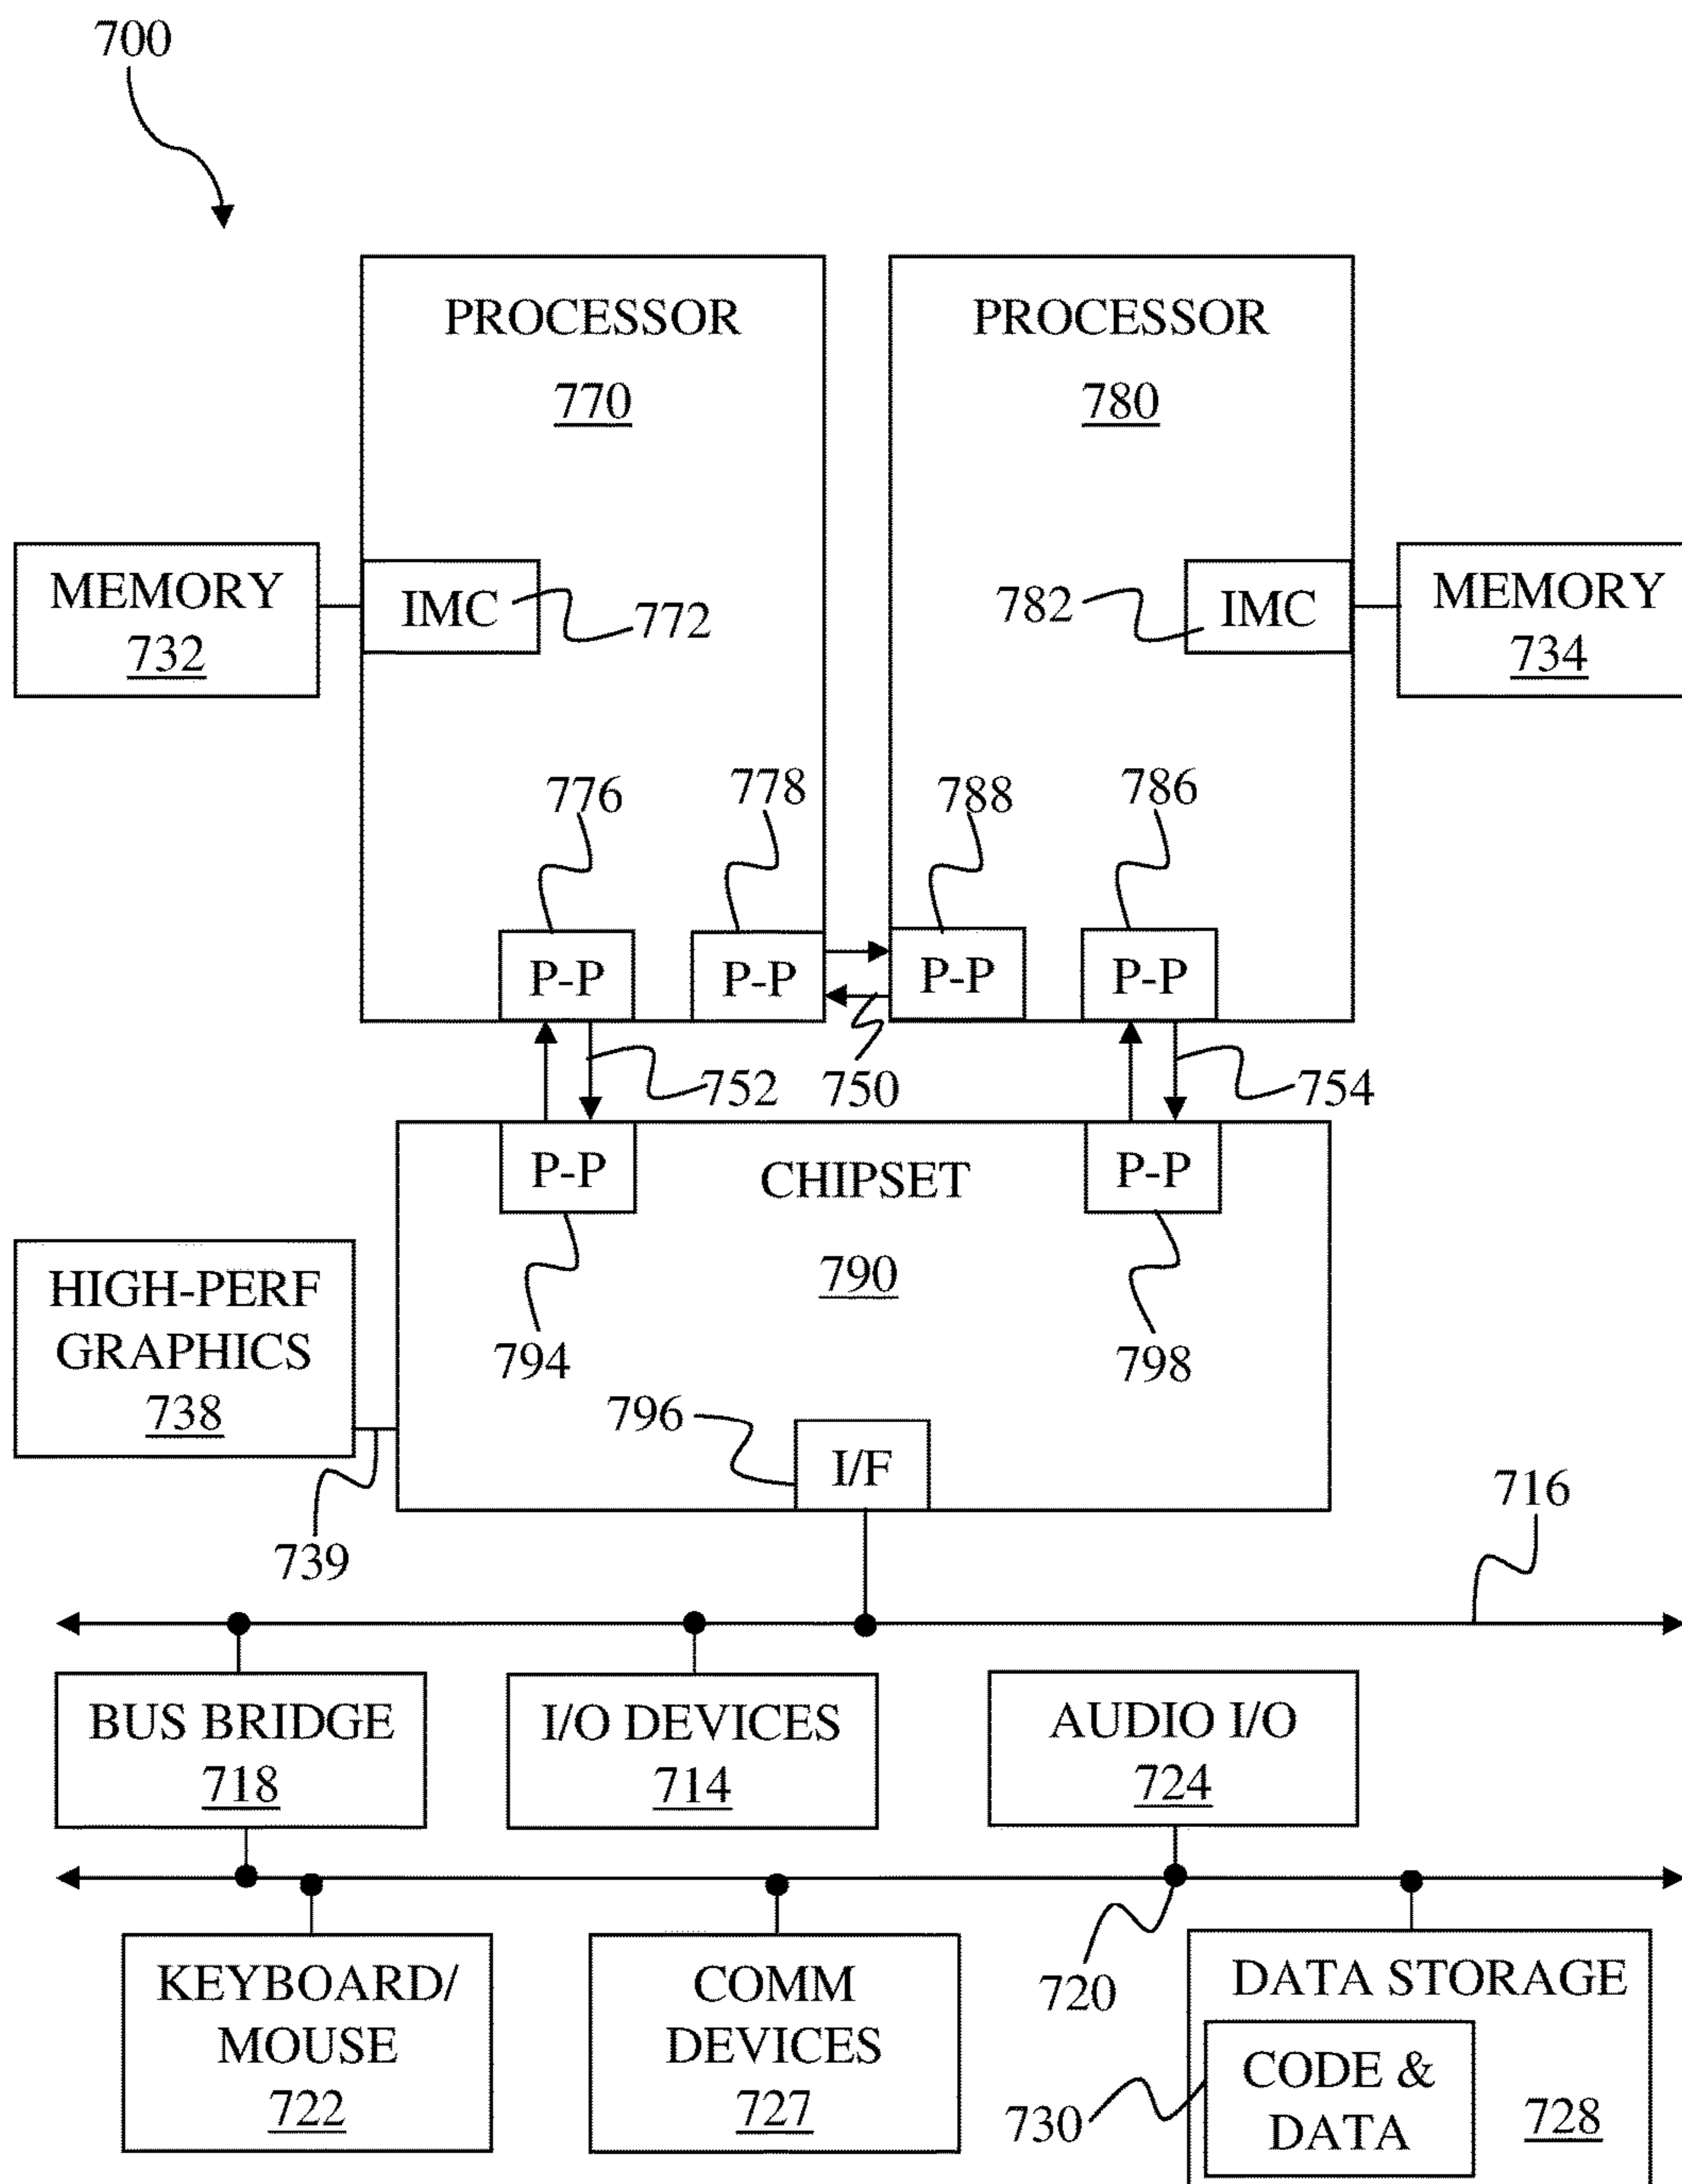 700
PROCESSOR
770
PROCESSOR
780
MEMORY
732
IMC
772
782
IMC
MEMORY
734
776
778
788
786
P-P
P-P
P-P
P-P
752
750
754
P-P
CHIPSET
P-P
790
794
798
HIGH-PERF
GRAPHICS
738
796
I/F
739
716
BUS BRIDGE
718
I/O DEVICES
714
AUDIO I/O
724
720
KEYBOARD/
MOUSE
722
COMM
DEVICES
727
DATA STORAGE
CODE &
DATA
730
728